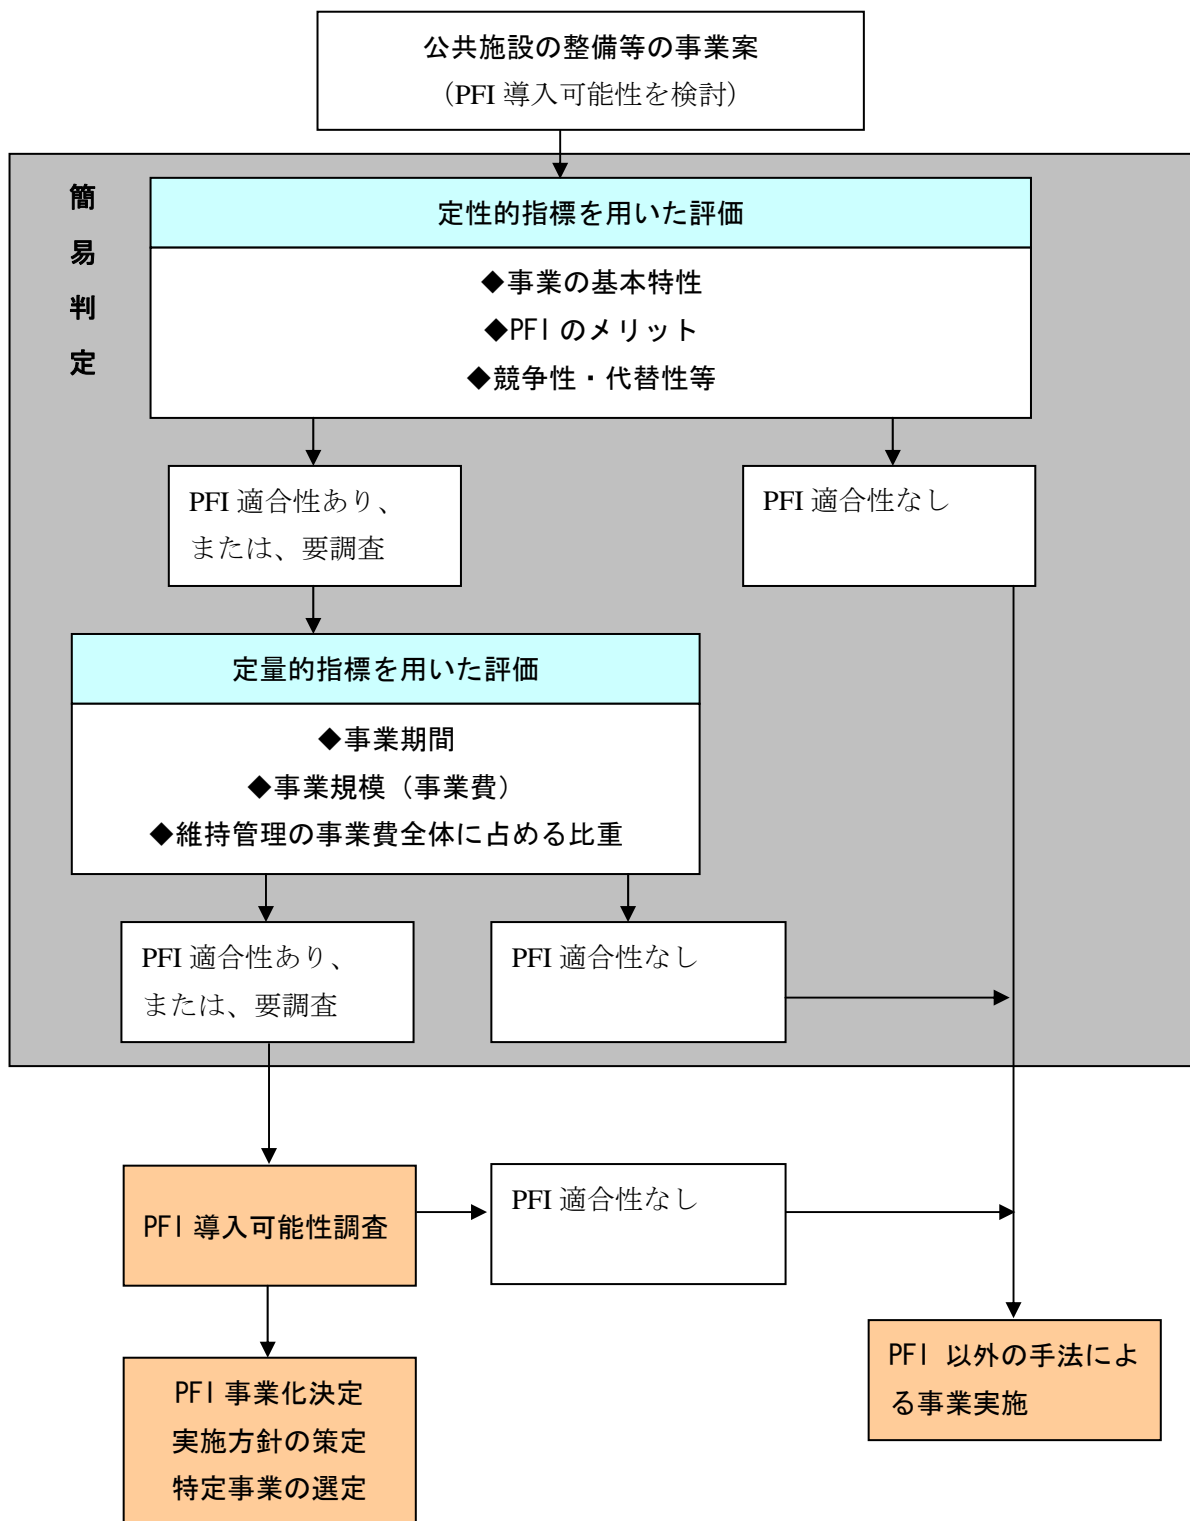 公共施設の整備等の事業案
（PFI 導入可能性を検討）
簡易判定
定性的指標を用いた評価
◆事業の基本特性
◆PFI のメリット
◆競争性・代替性等
PFI 適合性あり、
または、要調査
PFI 適合性なし
定量的指標を用いた評価
◆事業期間
◆事業規模（事業費）
◆維持管理の事業費全体に占める比重
PFI 適合性あり、
または、要調査
PFI 適合性なし
PFI 導入可能性調査
PFI 適合性なし
PFI 以外の手法によ
る事業実施
PFI 事業化決定
実施方針の策定
特定事業の選定